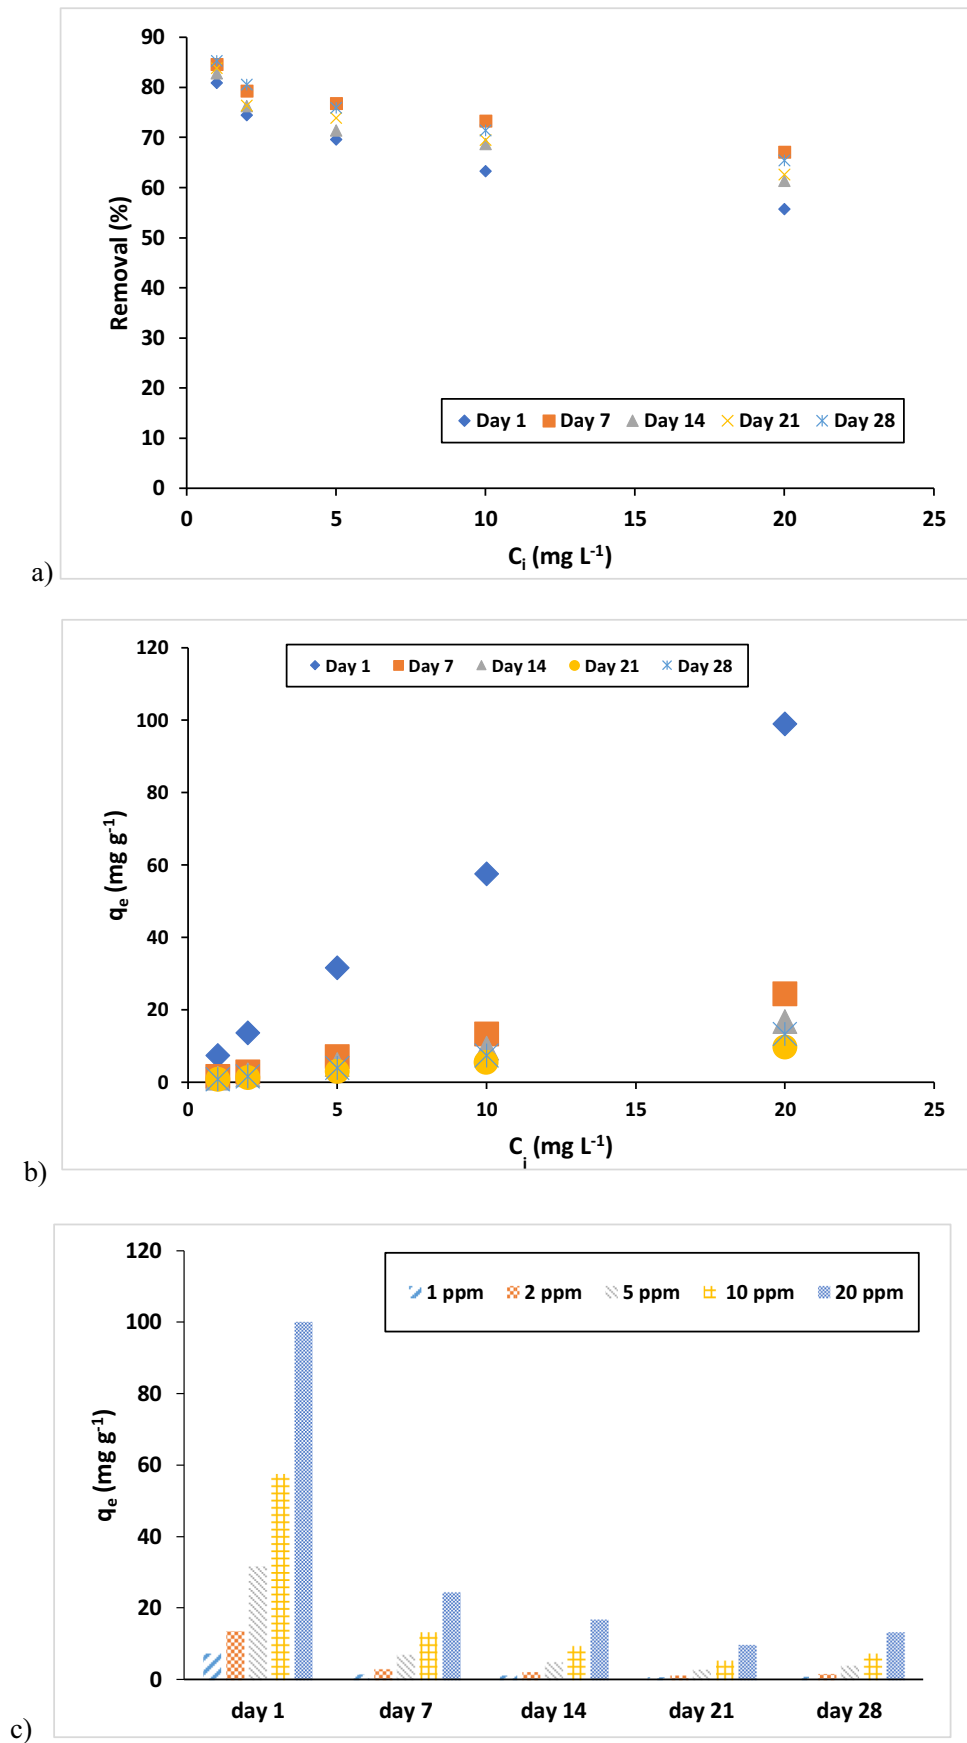 90
80
70
60
50
40
30
20
10
0
Removal (%)
Day 1 Day 7 Day 14 Day 21 Day 28
0 5 10 15 20 25
Ci (mg L-1)
a)
120
100
80
60
40
20
0
qe (mg g-1)
Day 1 Day 7 Day 14 Day 21 Day 28
0 5 10 15 20 25
Ci (mg L-1)
b)
120
100
80
60
40
20
0
qe (mg g-1)
1 ppm 2 ppm 5 ppm 10 ppm 20 ppm
day 1 day 7 day 14 day 21 day 28
c)